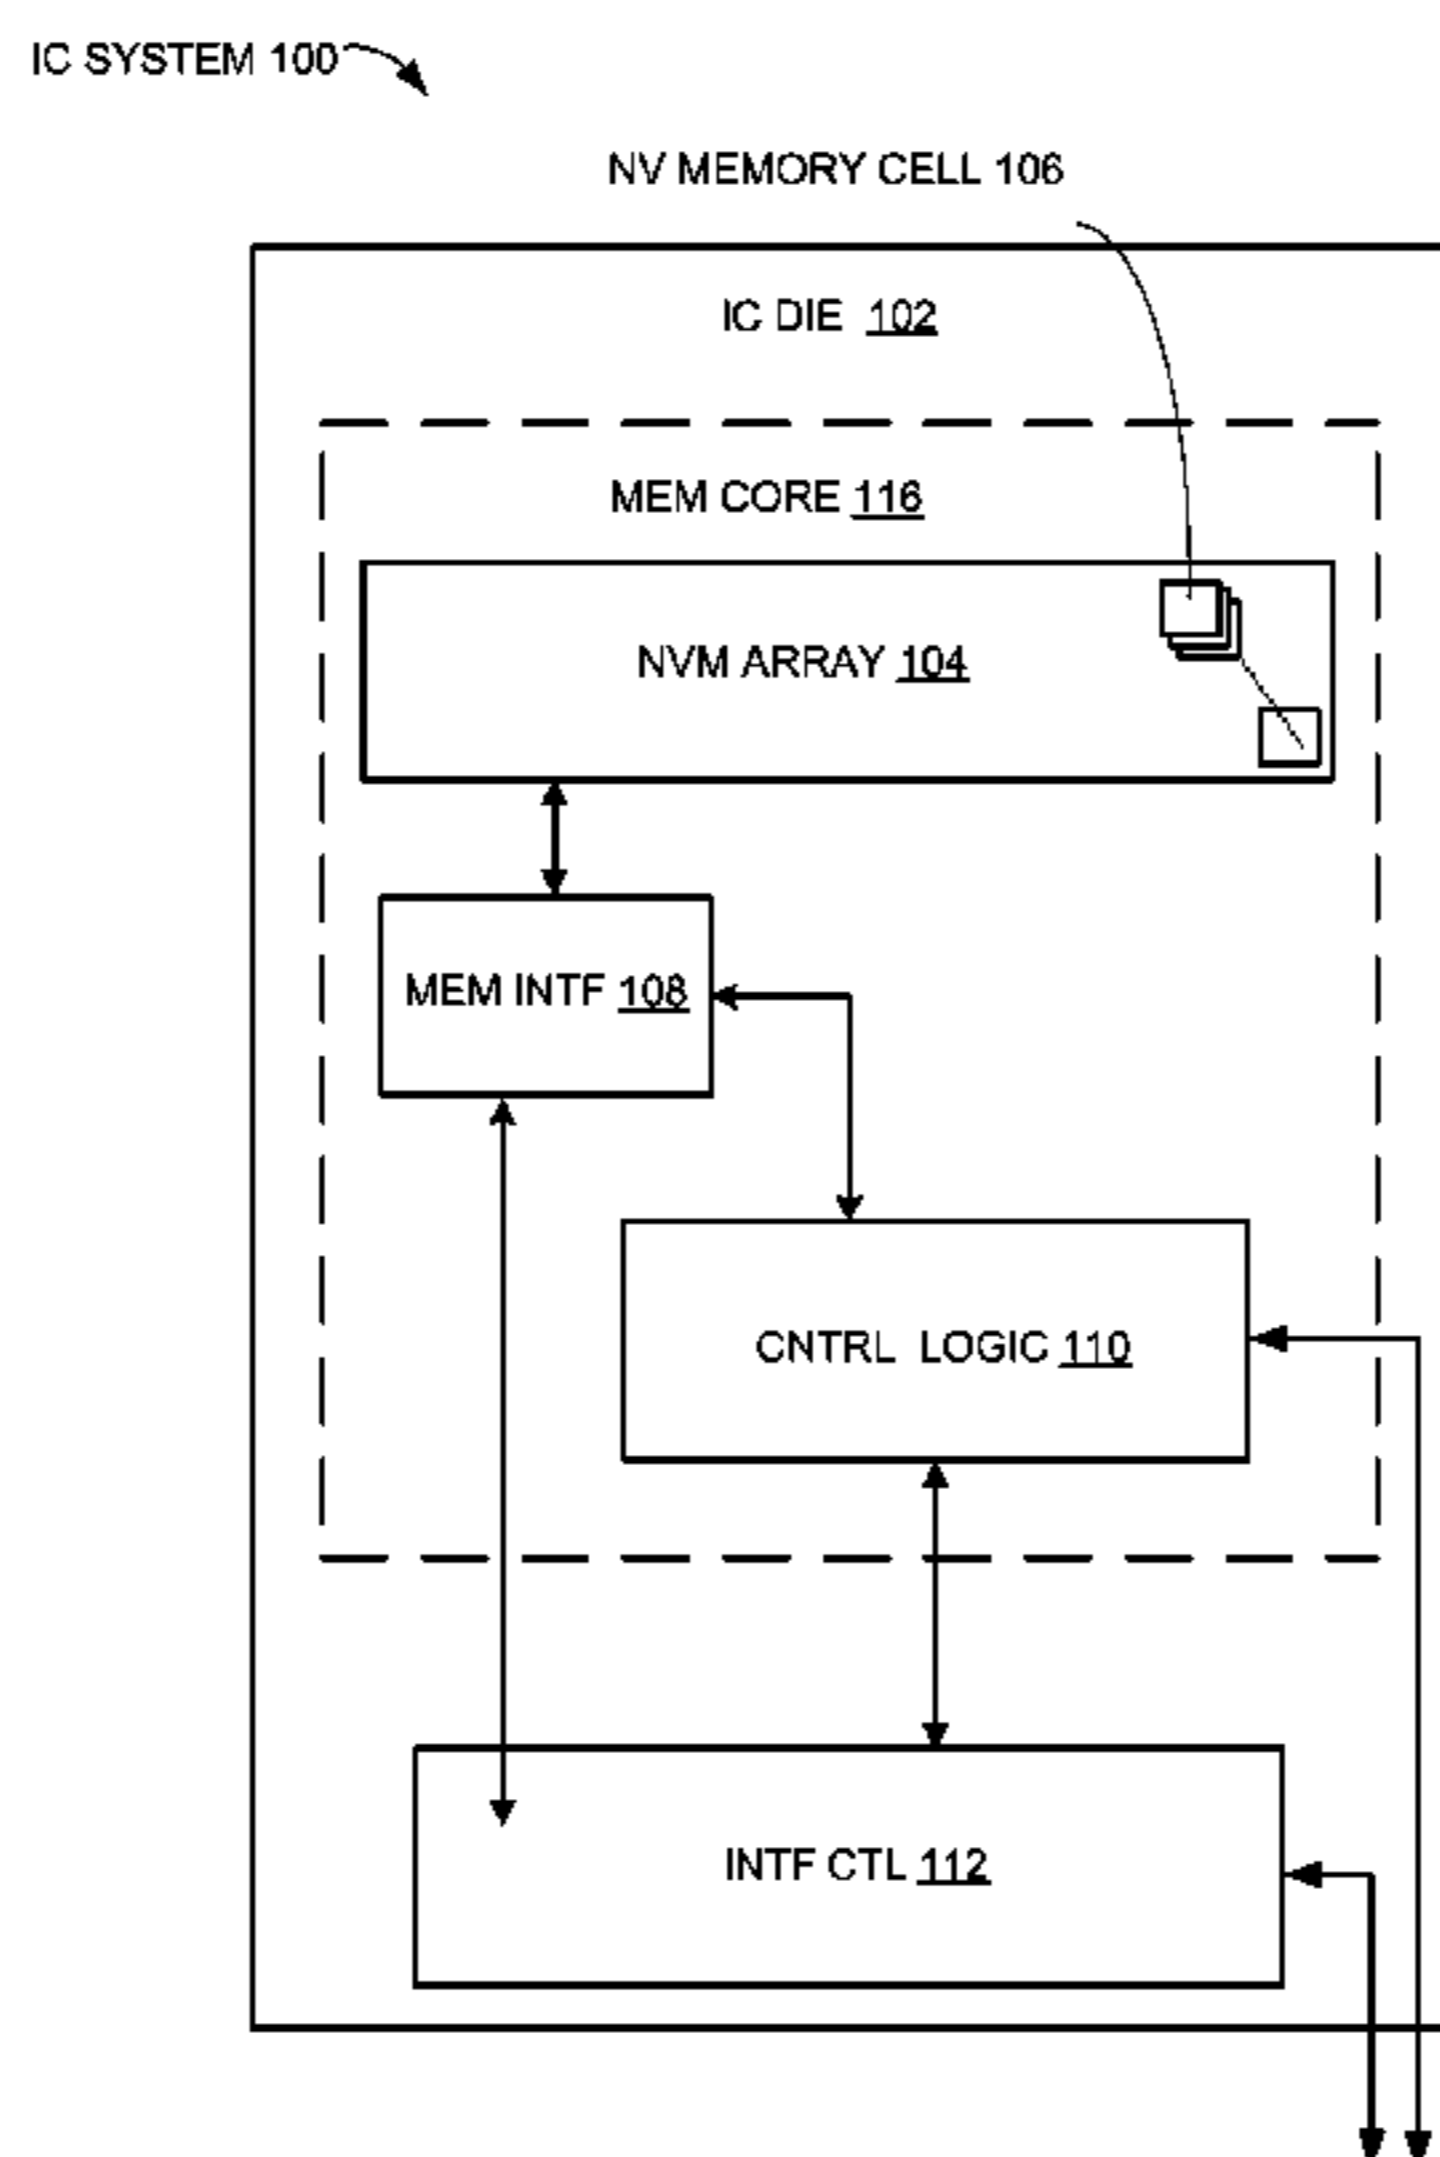 IC SYSTEM 100
NV MEMORY CELL 106
IC DIE 102
MEM CORE 116
NVM ARRAY 104
MEM INTF 108
CNTRL LOGIC 110
INTF CTL 112